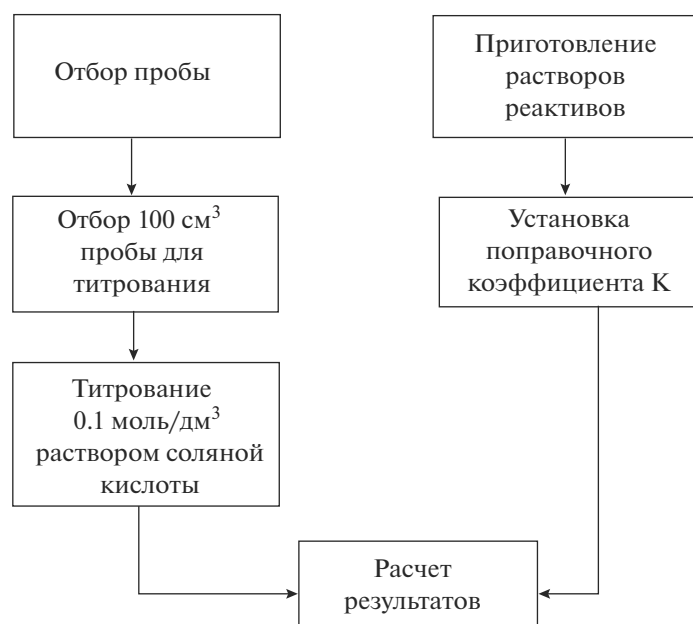 Отбор пробы
Приготовление
растворов
реактивов
Отбор 100 см³
пробы для
титрования
Установка
поправочного
коэффициента K
Титрование
0.1 моль/дм³
раствором соляной
кислоты
Расчет
результатов